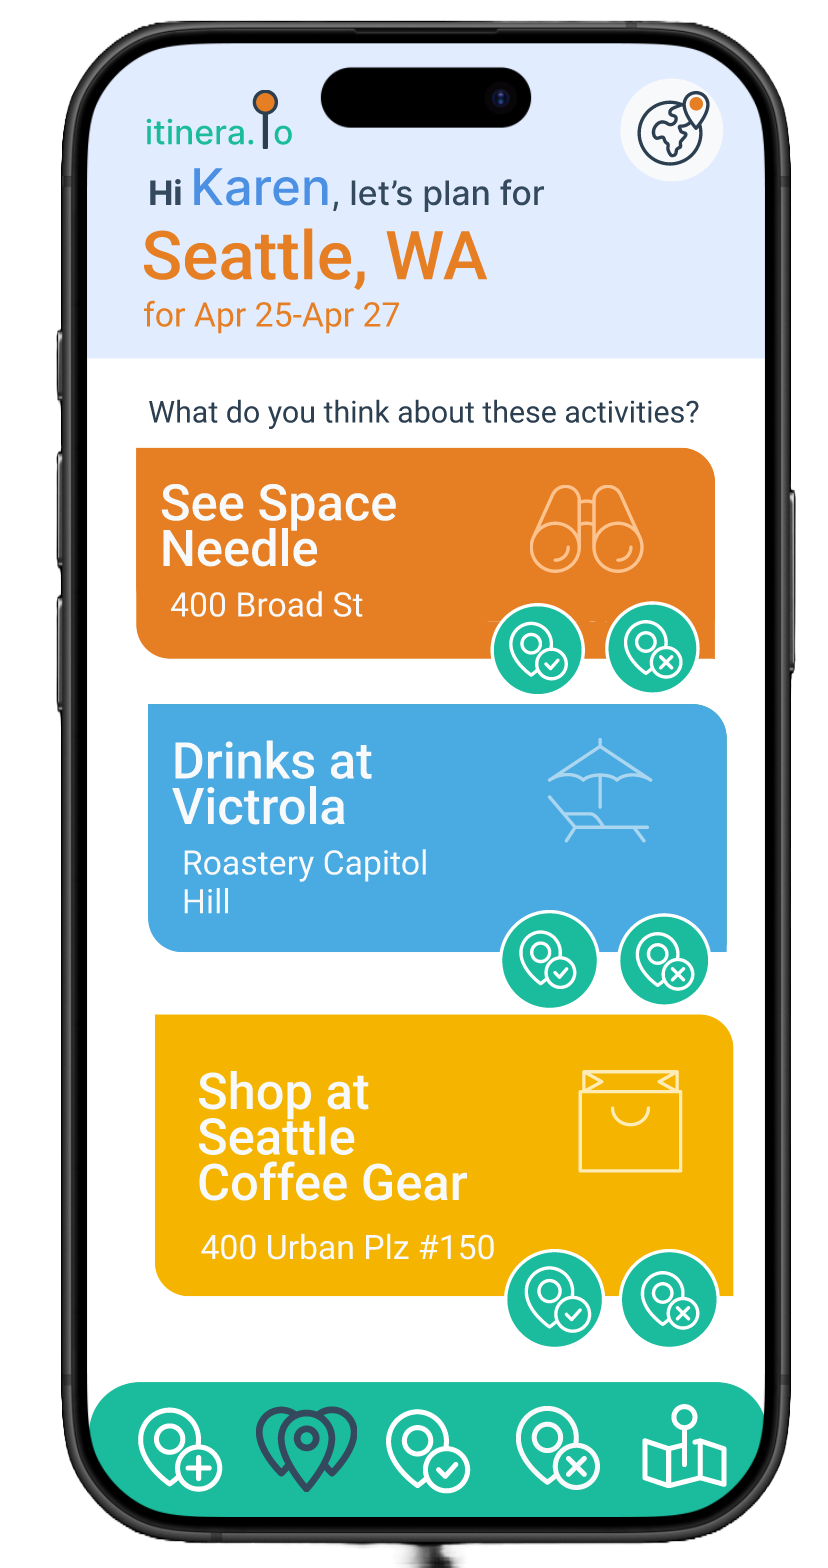 itinera.io
Hi Karen, let's plan for
Seattle, WA
for Apr 25-Apr 27
What do you think about these activities?
See Space
Needle
400 Broad St
Drinks at
Victrola
Roastery Capitol
Hill
Shop at
Seattle
Coffee Gear
400 Urban Plz #150